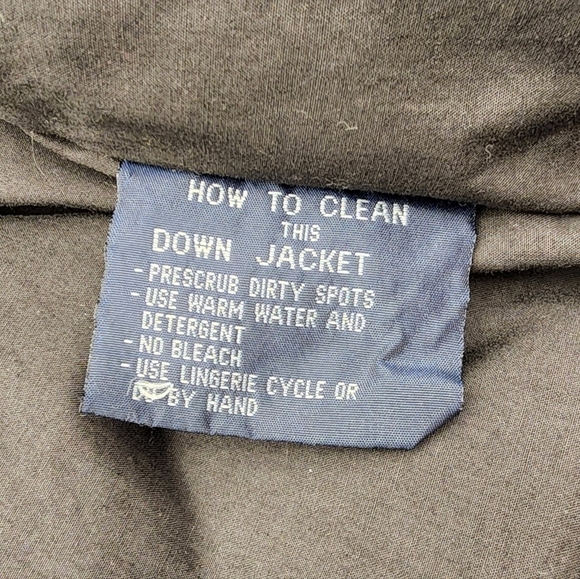 HOW TO CLEAN
THIS
DOWN JACKET
- PRESCRUB DIRTY SPOTS
- USE WARM WATER AND
DETERGENT
- NO BLEACH
- USE LINGERIE CYCLE OR
BY HAND